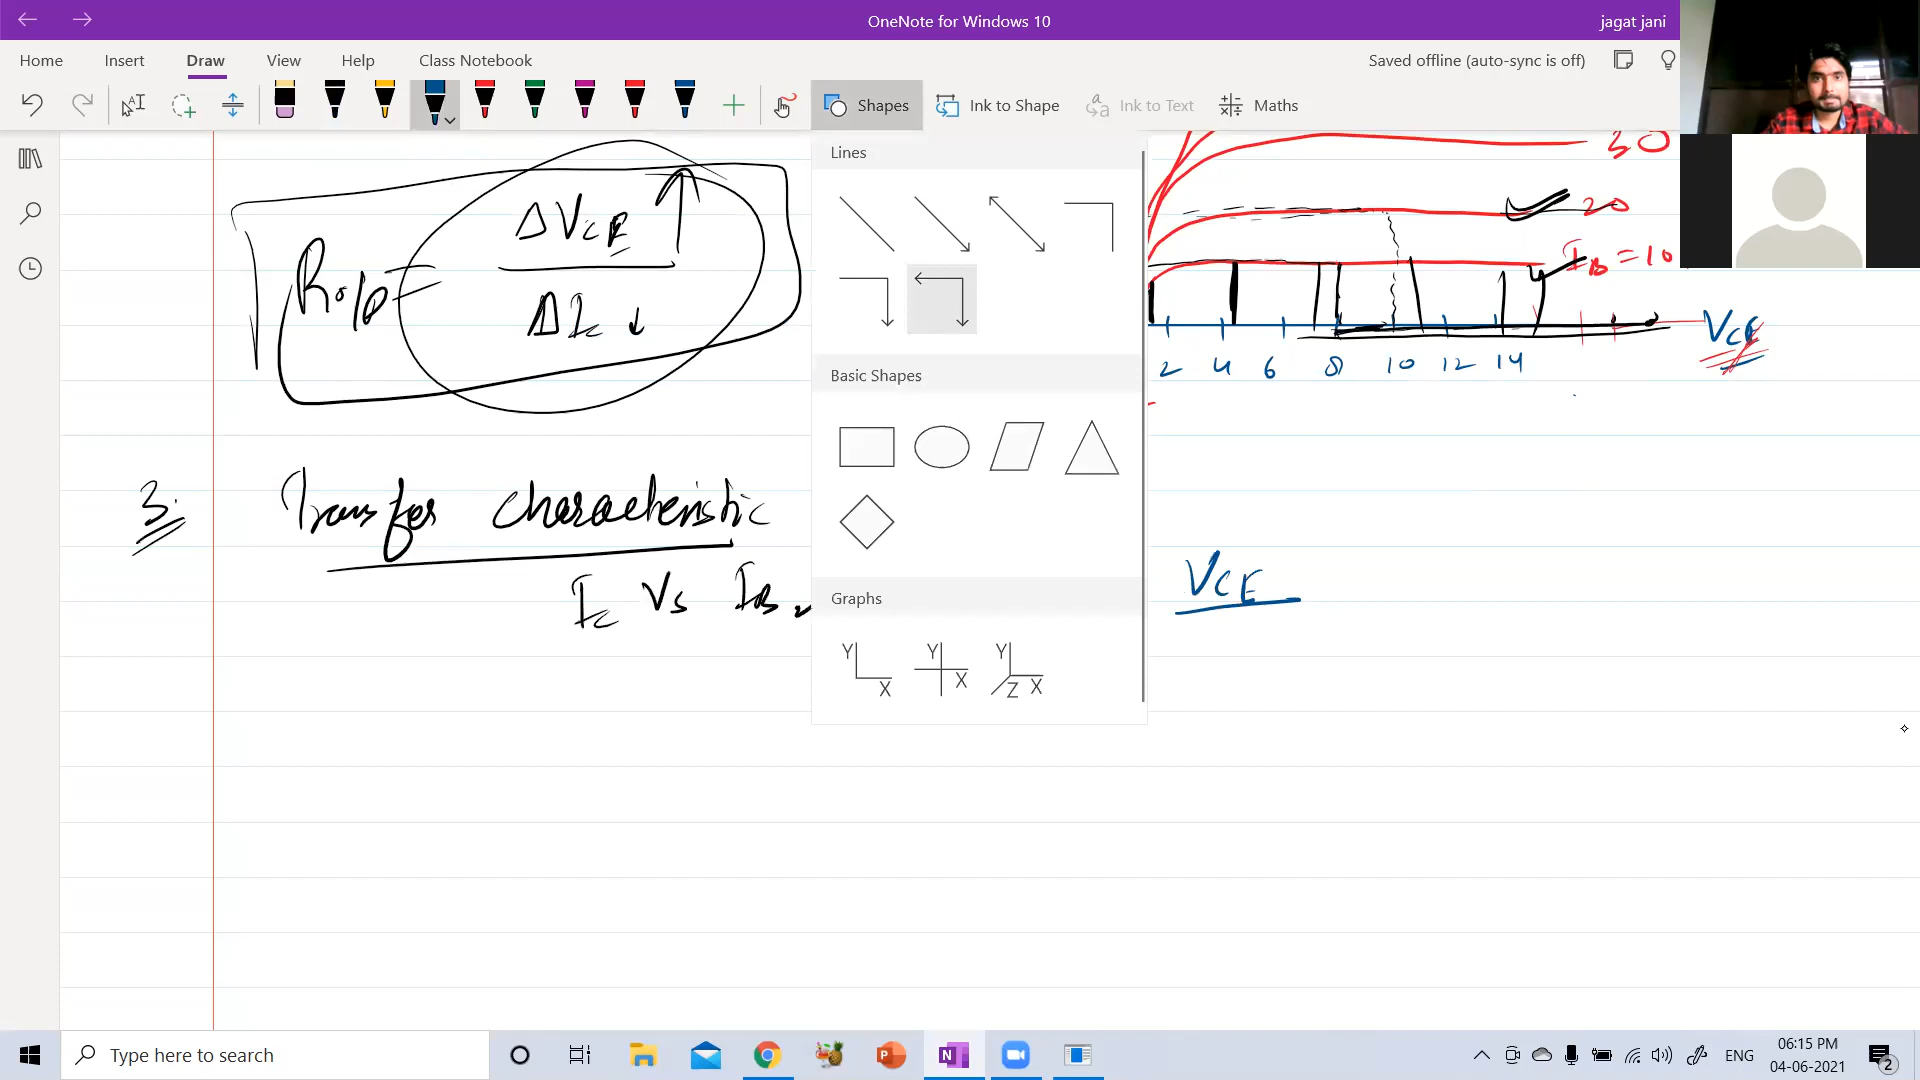 OneNote for Windows 10
jagat jani
Home Insert Draw View Help Class Notebook
Saved offline (auto-sync is off)
Shapes Ink to Shape Ink to Text Maths
Lines
Basic Shapes
Graphs
Y X
Y X
Y Z X
Ro/p = ΔVCE ↑
ΔIc ↓
30
20
IB = 10
VCE
2 4 6 8 10 12 14
3. Transfer characteristic
Ic Vs IB
VCE
Type here to search
ENG
06:15 PM
04-06-2021
2